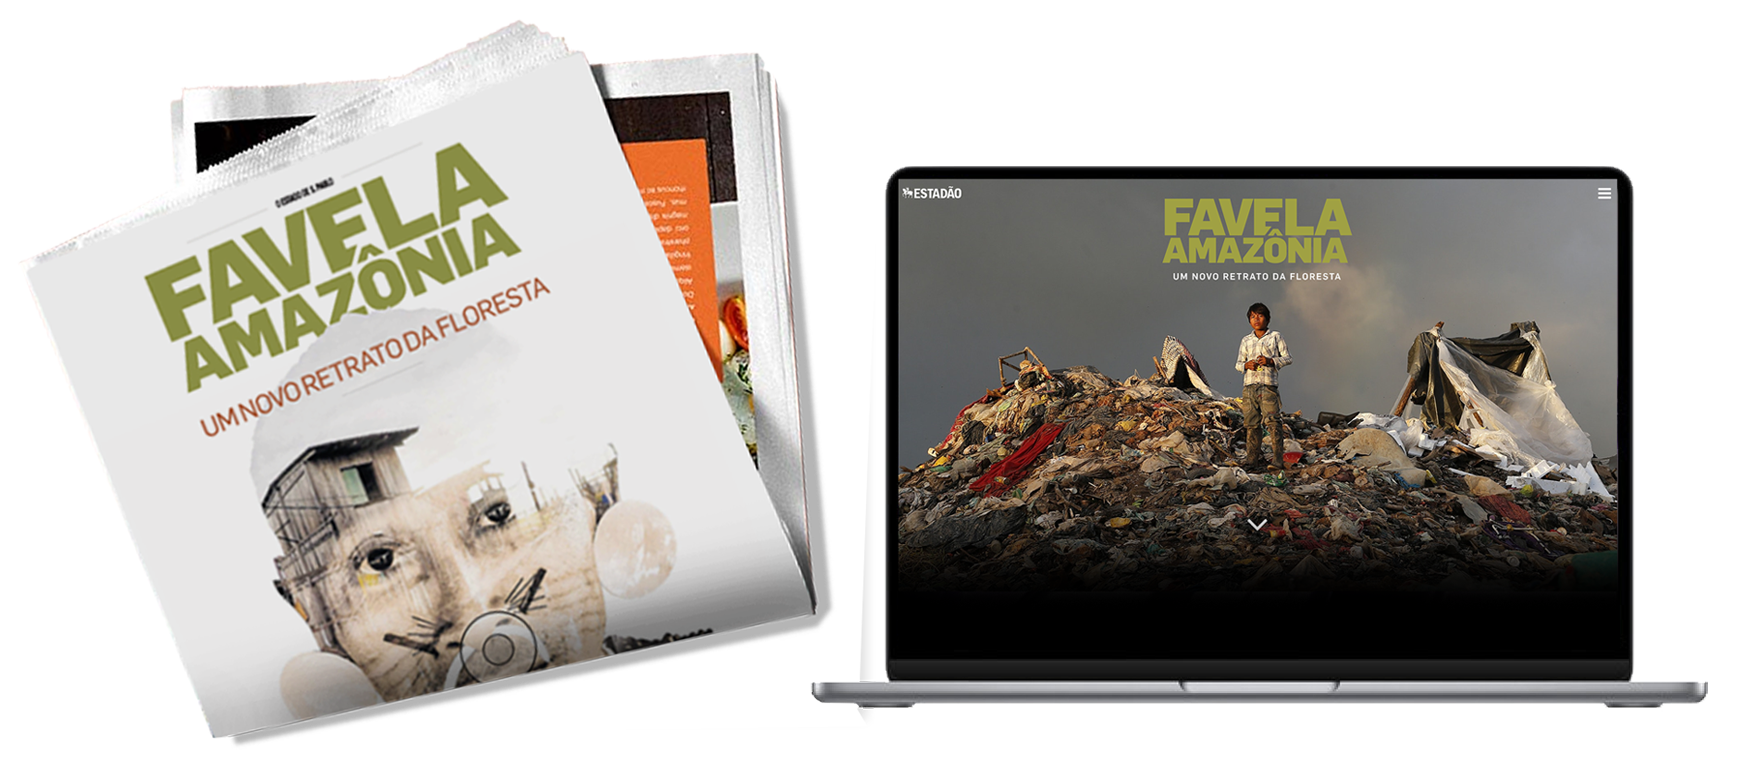 O ESTADO DE S. PAULO
FAVELA
AMAZÔNIA
UM NOVO RETRATO DA FLORESTA
ESTADÃO
FAVELA
AMAZÔNIA
UM NOVO RETRATO DA FLORESTA